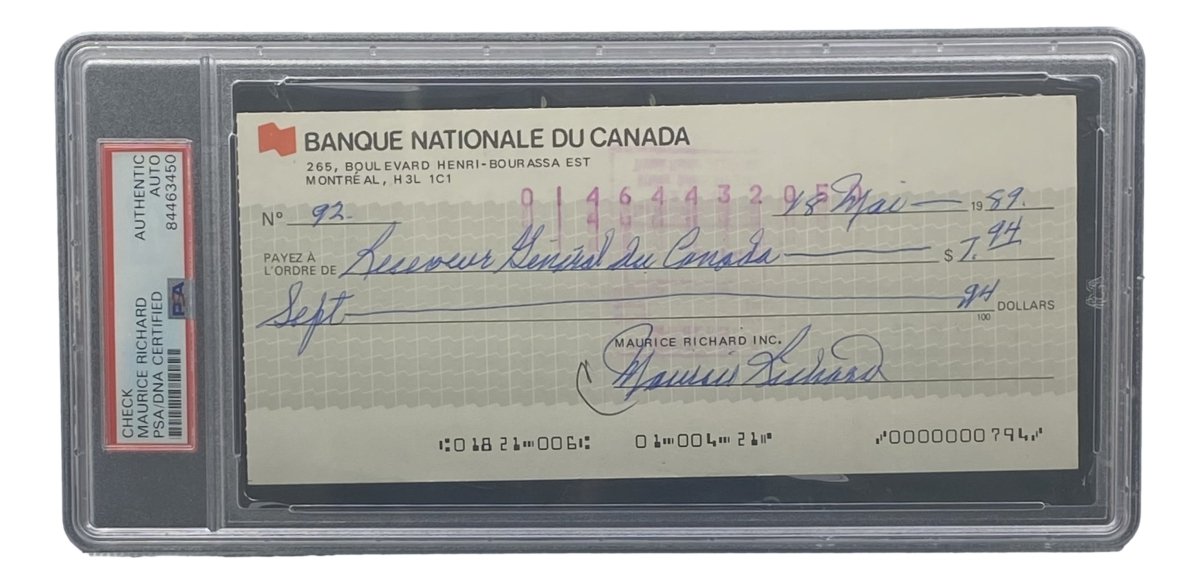 CHECK
MAURICE RICHARD
PSA/DNA CERTIFIED
AUTHENTIC
AUTO
84463450
PSA
BANQUE NATIONALE DU CANADA
265, BOULEVARD HENRI-BOURASSA EST
MONTRÉAL, H3L 1C1
01464432050
Nº 92 18 Mai 1989.
PAYEZ À
L'ORDRE DE Receveur Général du Canada $ 7.94
Sept 94/100 DOLLARS
MAURICE RICHARD INC.
Maurice Richard
⑆01821⑉006⑆ 01⑉004⑉21⑈ ⑇0000000794⑇